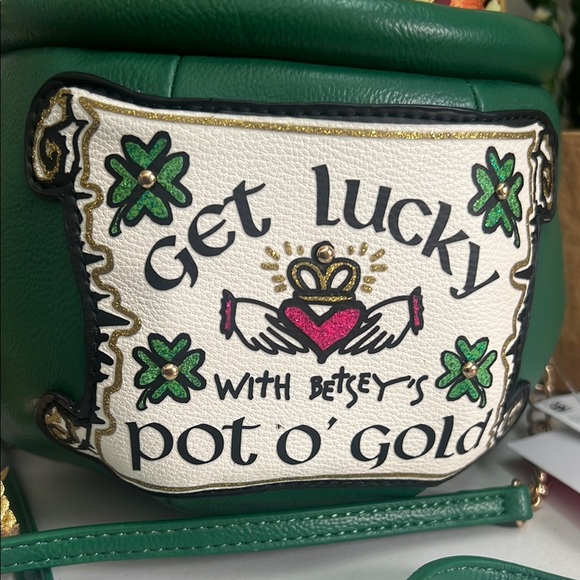 Get Lucky
With Betsey's
Pot O' Gold